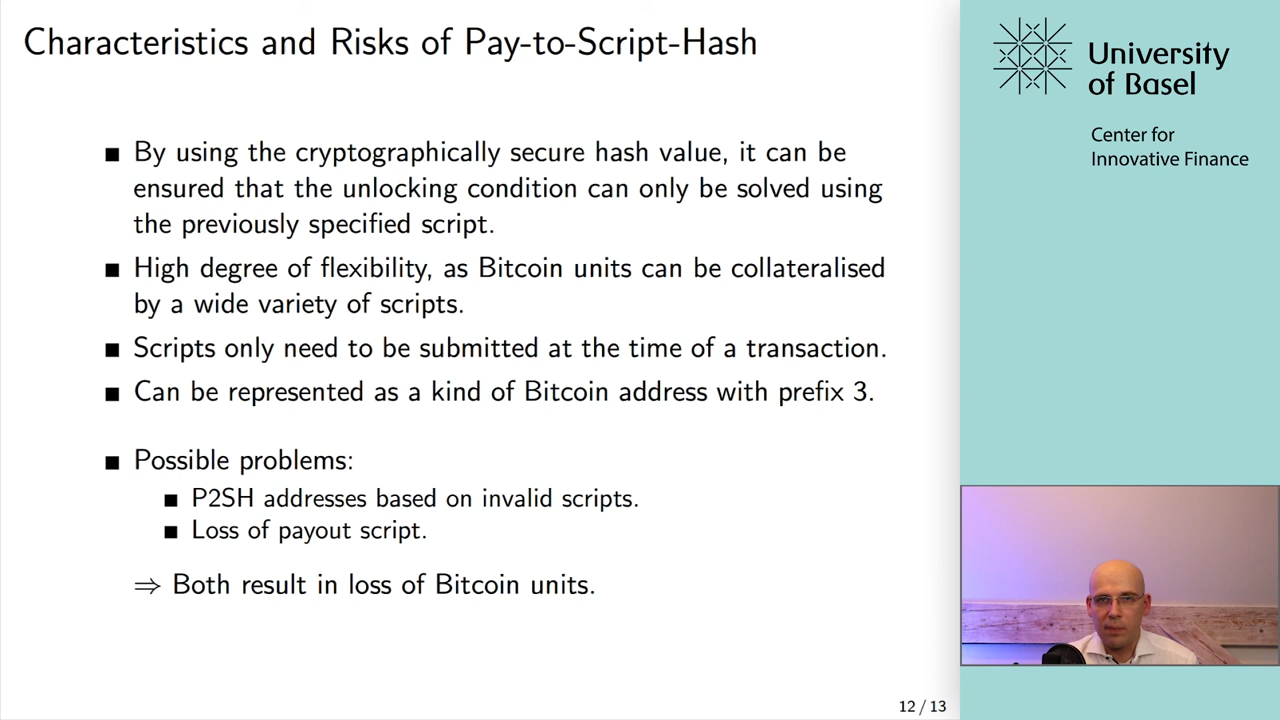 Characteristics and Risks of Pay-to-Script-Hash
University
of Basel
Center for
Innovative Finance
By using the cryptographically secure hash value, it can be
ensured that the unlocking condition can only be solved using
the previously specified script.
High degree of flexibility, as Bitcoin units can be collateralised
by a wide variety of scripts.
Scripts only need to be submitted at the time of a transaction.
Can be represented as a kind of Bitcoin address with prefix 3.
Possible problems:
P2SH addresses based on invalid scripts.
Loss of payout script.
⇒ Both result in loss of Bitcoin units.
12 / 13